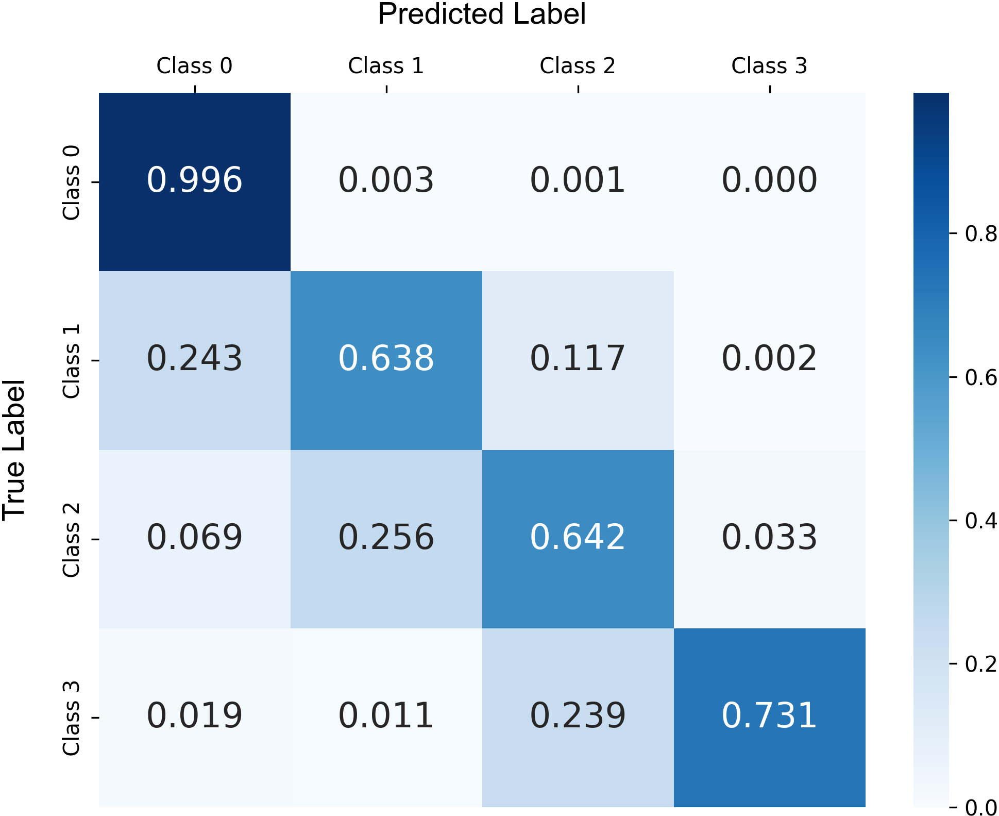 Predicted Label
Class 0 Class 1 Class 2 Class 3
Class 0 0.996 0.003 0.001 0.000
0.8
Class 1 0.243 0.638 0.117 0.002
0.6
True Label
0.4
Class 2 0.069 0.256 0.642 0.033
0.2
Class 3 0.019 0.011 0.239 0.731
0.0